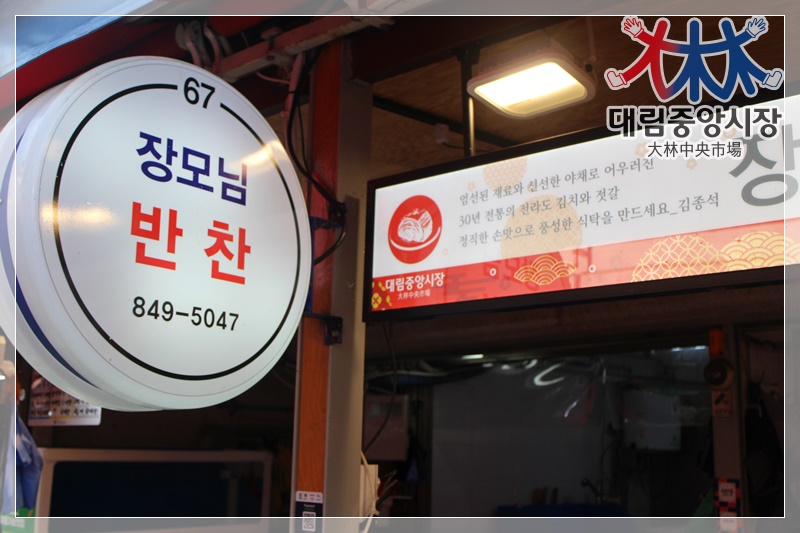 67
장모님
반찬
849-5047
대림중앙시장
大林中央市場
엄선된 재료와 신선한 야채로 어우러진
30년 전통의 전라도 김치와 젓갈
정직한 손맛으로 풍성한 식탁을 만드세요_김종석
대림중앙시장
大林中央市場
장